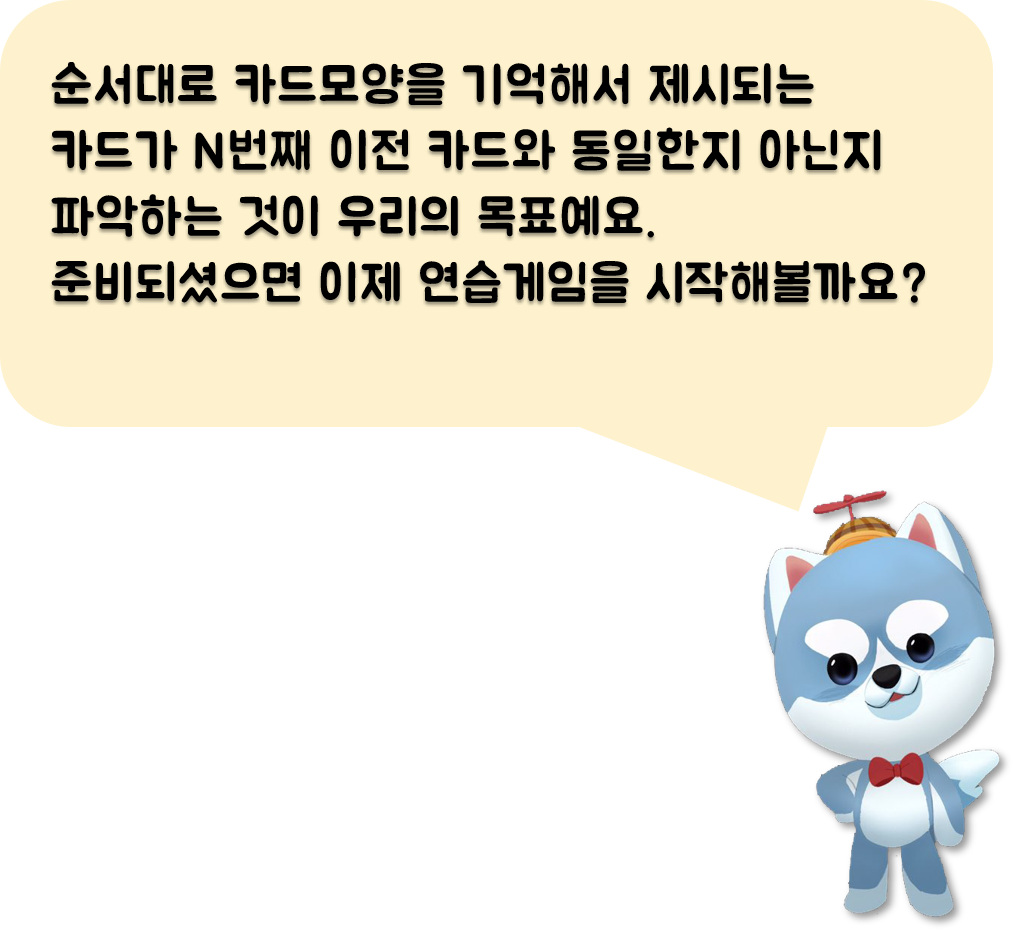 순서대로 카드모양을 기억해서 제시되는
카드가 N번째 이전 카드와 동일한지 아닌지
파악하는 것이 우리의 목표예요.
준비되셨으면 이제 연습게임을 시작해볼까요?